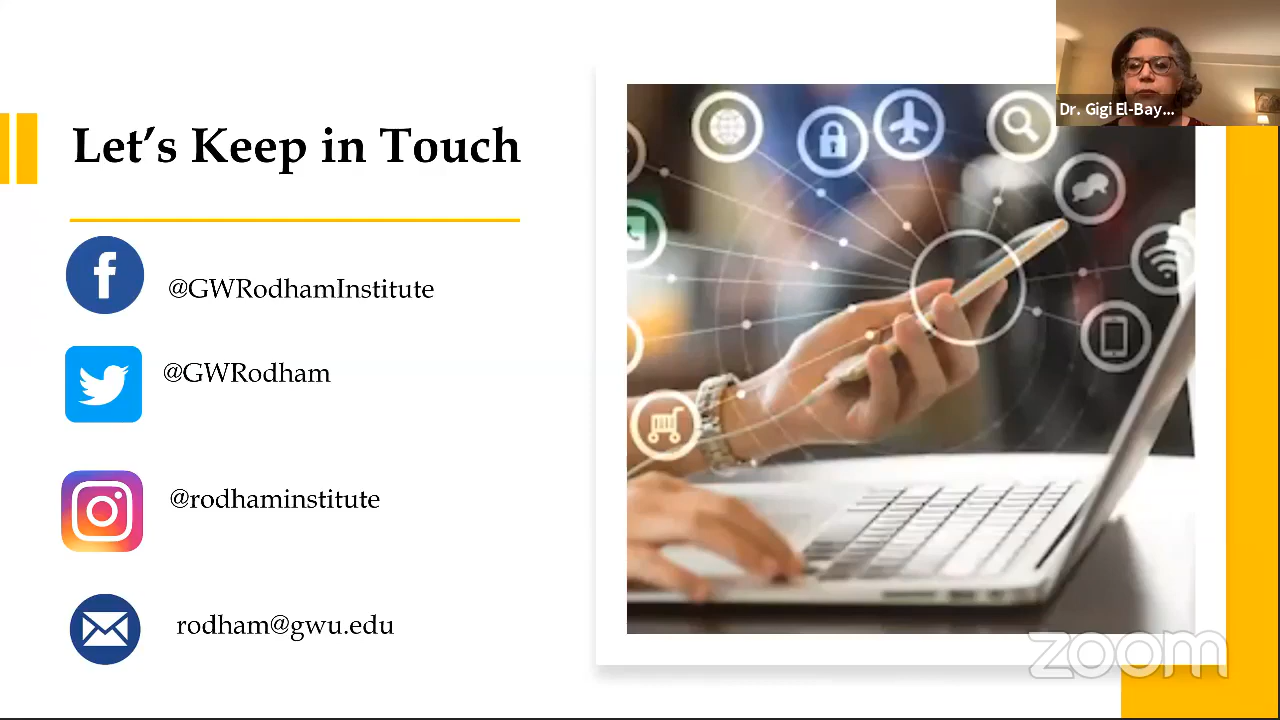 Let’s Keep in Touch
@GWRodhamInstitute
@GWRodham
@rodhaminstitute
rodham@gwu.edu
Dr. Gigi El-Bay...
zoom